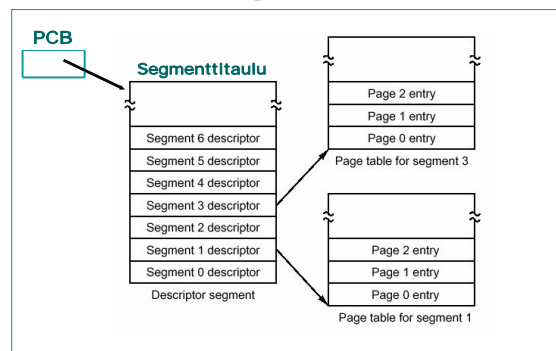 PCB
Segmenttitaulu
Segment 6 descriptor
Segment 5 descriptor
Segment 4 descriptor
Segment 3 descriptor
Segment 2 descriptor
Segment 1 descriptor
Segment 0 descriptor
Descriptor segment
Page 2 entry
Page 1 entry
Page 0 entry
Page table for segment 3
Page 2 entry
Page 1 entry
Page 0 entry
Page table for segment 1